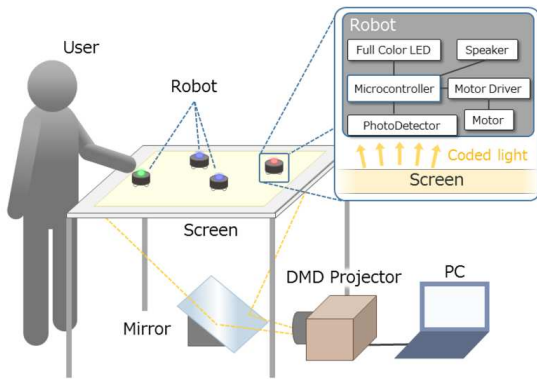 User
Robot
Screen
Mirror
DMD Projector
PC
Robot
Full Color LED
Speaker
Microcontroller
Motor Driver
PhotoDetector
Motor
Coded light
Screen